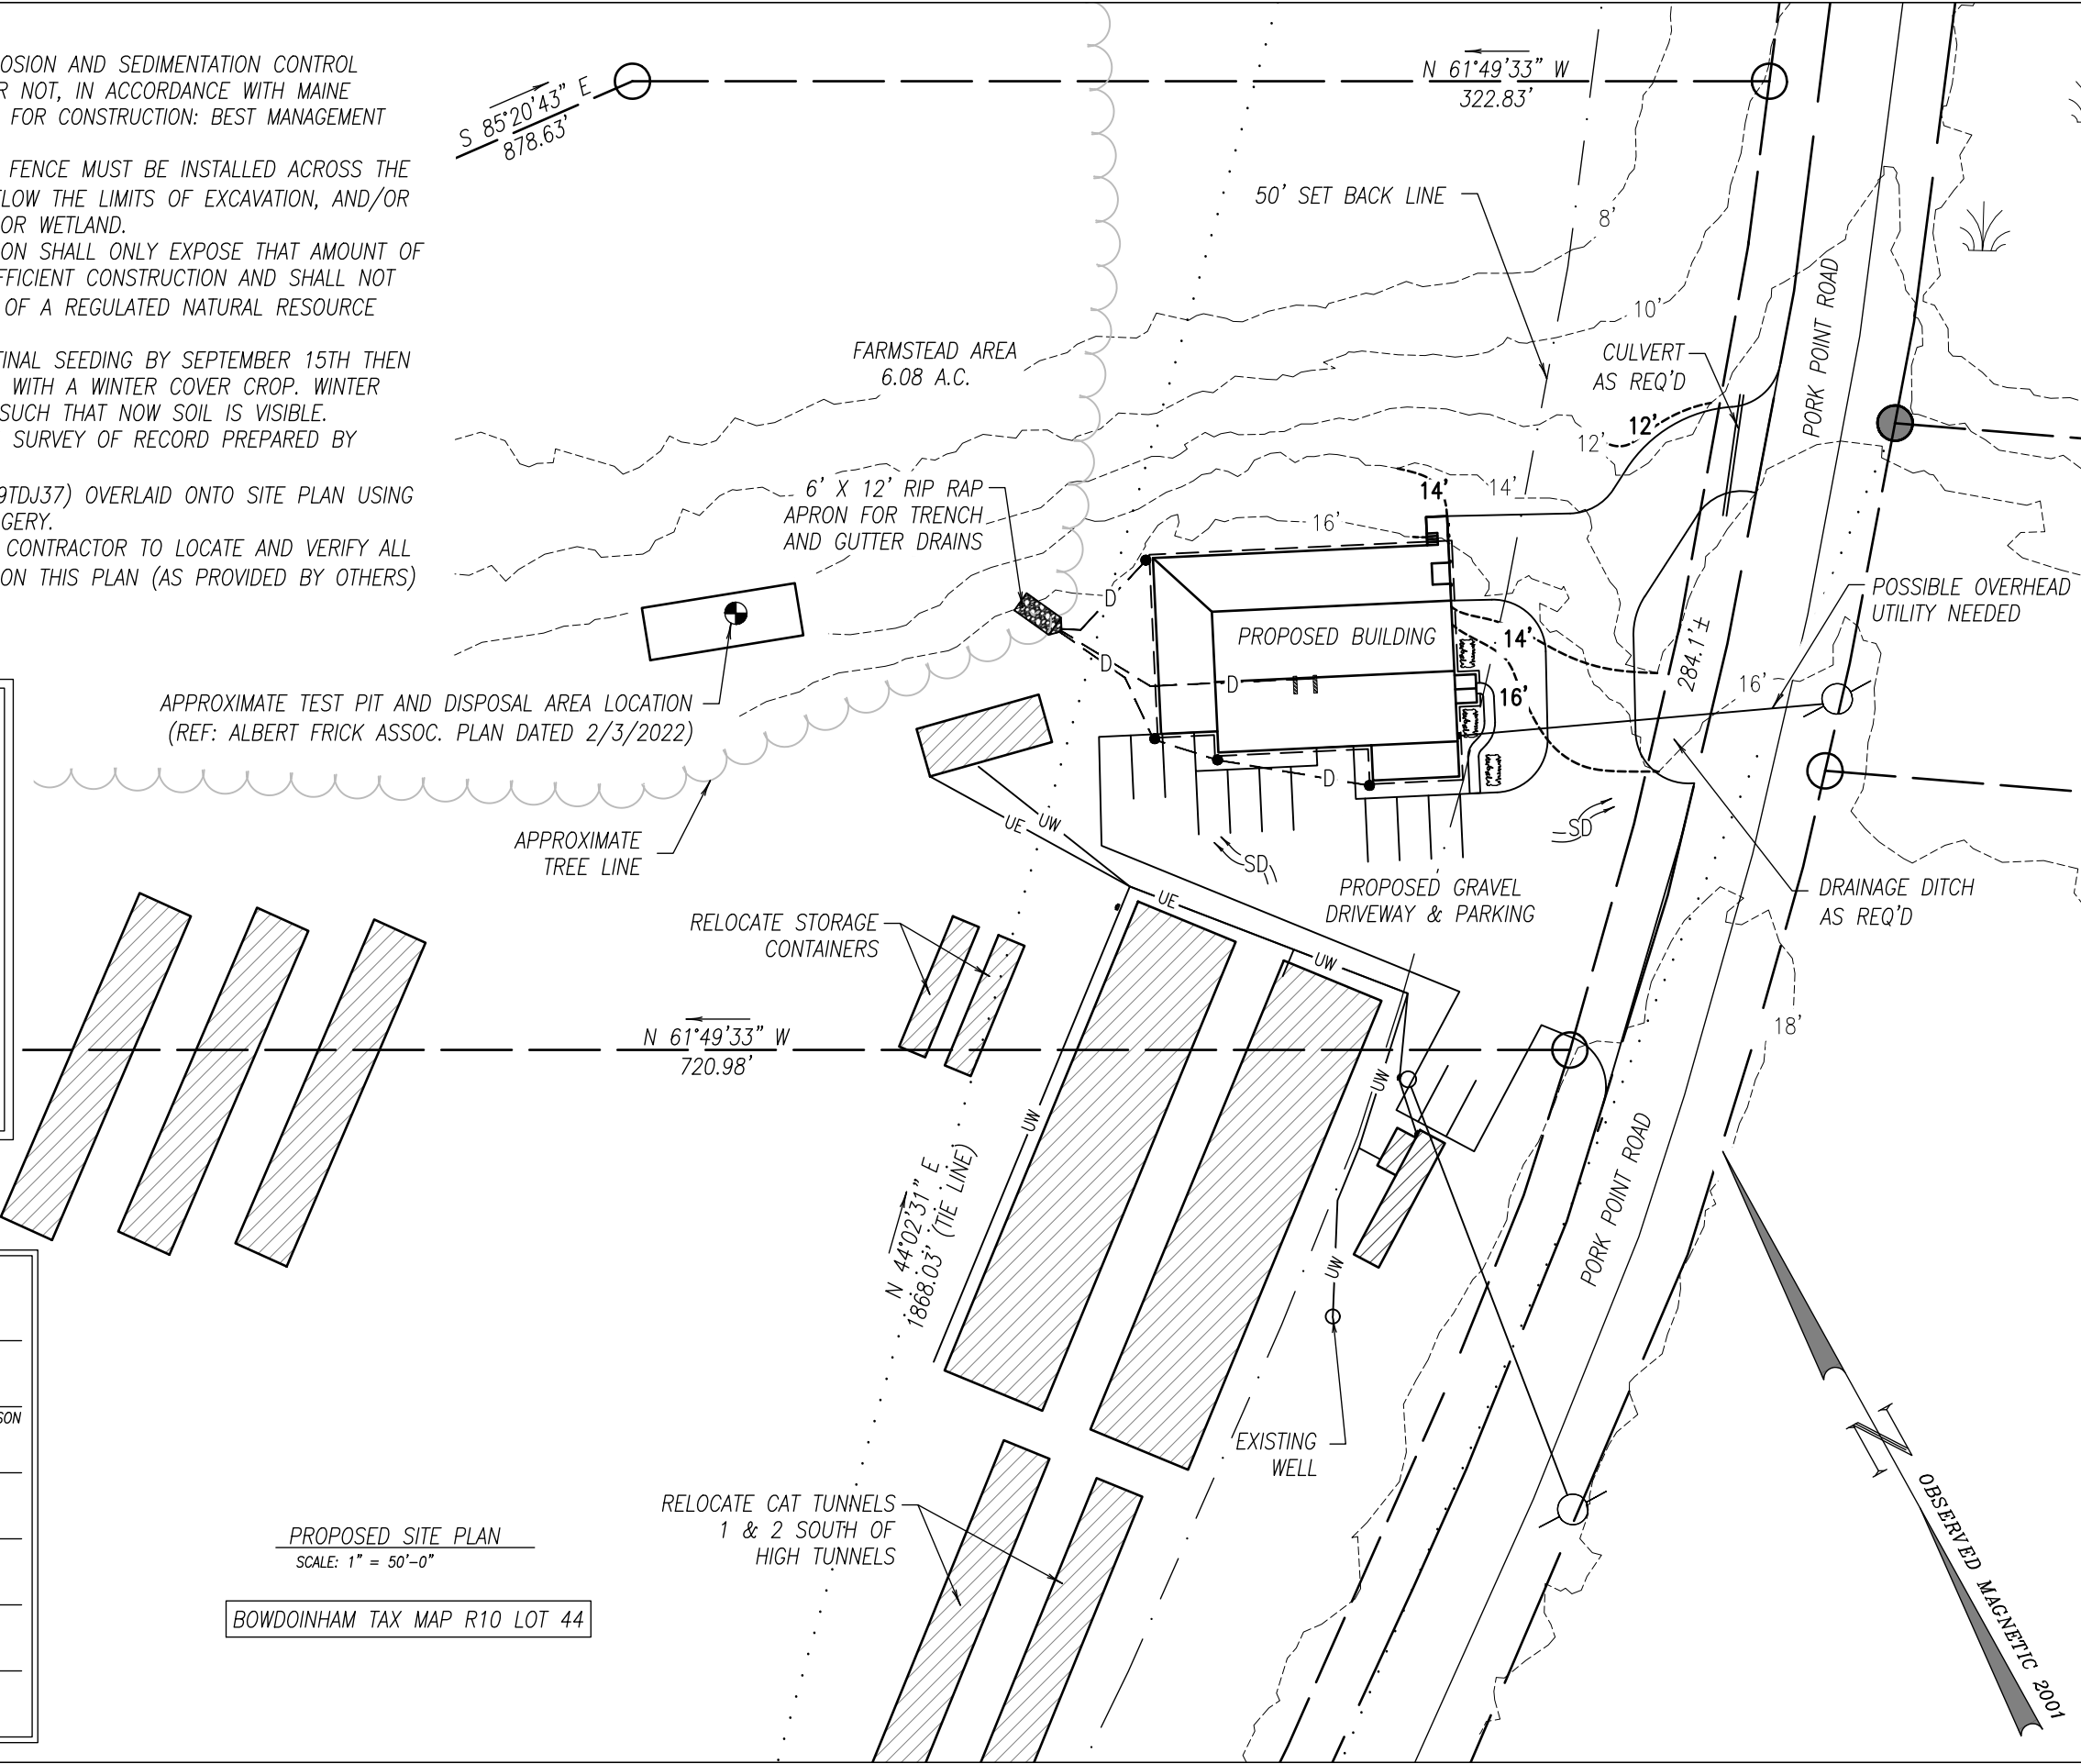 OSION AND SEDIMENTATION CONTROL
R NOT, IN ACCORDANCE WITH MAINE
FOR CONSTRUCTION: BEST MANAGEMENT
FENCE MUST BE INSTALLED ACROSS THE
LOW THE LIMITS OF EXCAVATION, AND/OR
OR WETLAND.
ON SHALL ONLY EXPOSE THAT AMOUNT OF
FFICIENT CONSTRUCTION AND SHALL NOT
OF A REGULATED NATURAL RESOURCE
FINAL SEEDING BY SEPTEMBER 15TH THEN
WITH A WINTER COVER CROP. WINTER
SUCH THAT NOW SOIL IS VISIBLE.
SURVEY OF RECORD PREPARED BY
9TDJ37) OVERLAID ONTO SITE PLAN USING
GERY.
CONTRACTOR TO LOCATE AND VERIFY ALL
ON THIS PLAN (AS PROVIDED BY OTHERS)
S 85°20'43" E
878.63'
N 61°49'33" W
322.83'
50' SET BACK LINE
8'
10'
FARMSTEAD AREA
6.08 A.C.
CULVERT
AS REQ'D
PORK POINT ROAD
12'
12'
6' X 12' RIP RAP
APRON FOR TRENCH
AND GUTTER DRAINS
14'
14'
16'
D
POSSIBLE OVERHEAD
UTILITY NEEDED
PROPOSED BUILDING
14'
284.1'±
D
D
16'
16'
APPROXIMATE TEST PIT AND DISPOSAL AREA LOCATION
(REF: ALBERT FRICK ASSOC. PLAN DATED 2/3/2022)
D
UE
UW
SD
SD
APPROXIMATE
TREE LINE
PROPOSED GRAVEL
DRIVEWAY & PARKING
DRAINAGE DITCH
AS REQ'D
UE
RELOCATE STORAGE
CONTAINERS
UW
18'
N 61°49'33" W
720.98'
UW
UW
PORK POINT ROAD
N 44°02'31" E
1868.03' (TIE LINE)
UW
SON
EXISTING
WELL
RELOCATE CAT TUNNELS
1 & 2 SOUTH OF
HIGH TUNNELS
N
OBSERVED MAGNETIC 2001
PROPOSED SITE PLAN
SCALE: 1" = 50'-0"
BOWDOINHAM TAX MAP R10 LOT 44